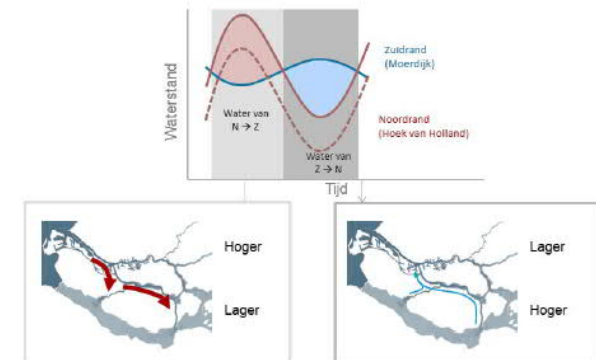 Waterstand
Zuidrand
(Moerdijk)
Noordrand
(Hoek van Holland)
Water van
N → Z
Water van
Z → N
Tijd
Hoger
Lager
Lager
Hoger